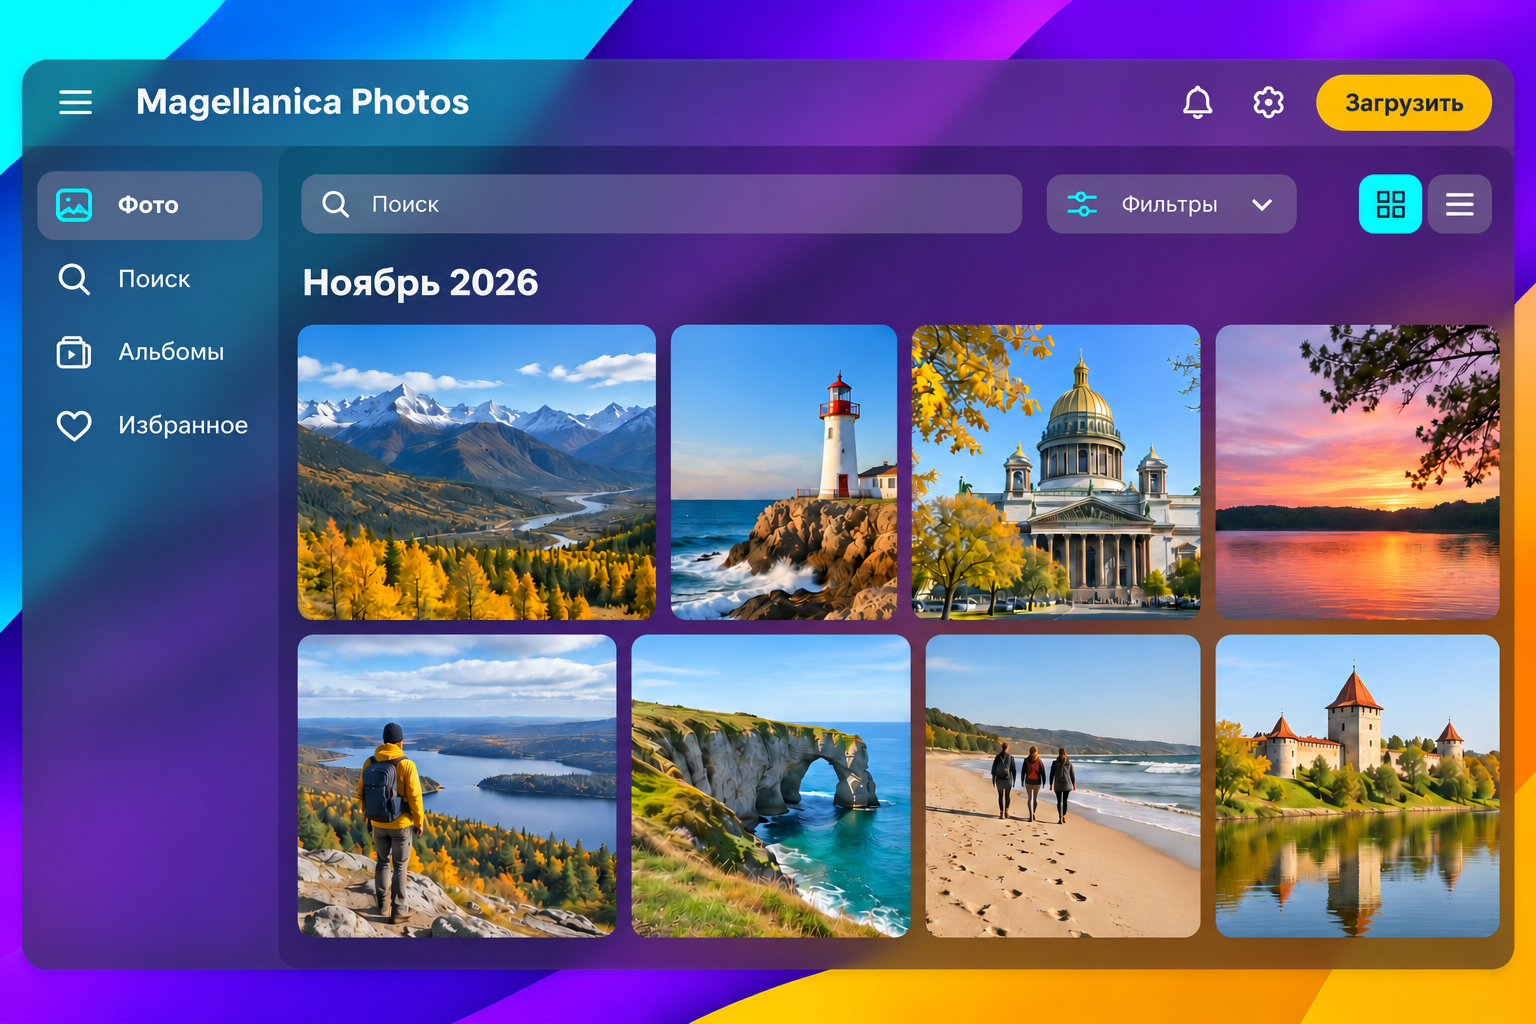 Magellanica Photos
Загрузить
Фото
Поиск
Альбомы
Избранное
Поиск
Фильтры
Ноябрь 2026